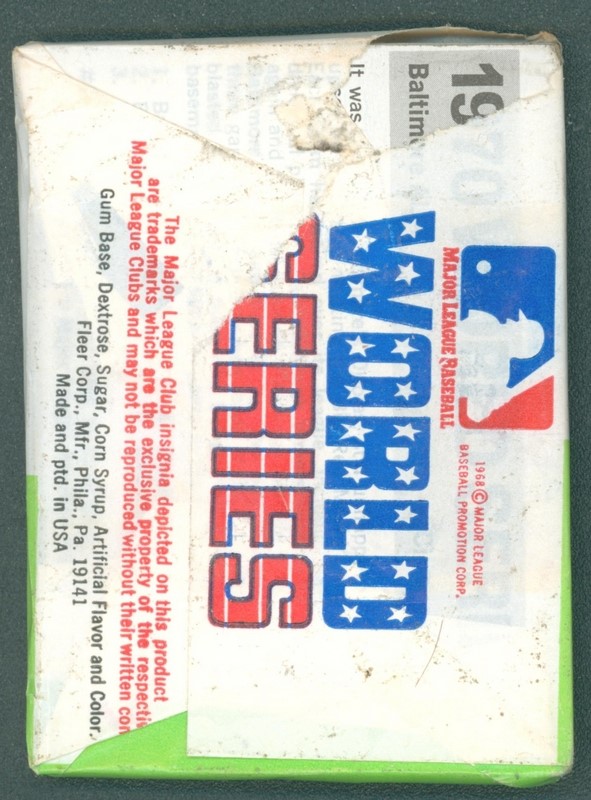 1970
Baltim
It was
MAJOR LEAGUE BASEBALL
1968 © MAJOR LEAGUE
BASEBALL PROMOTION CORP.
WORLD
SERIES
The Major League Club insignia depicted on this product
are trademarks which are the exclusive property of the respecti
Major League Clubs and may not be reproduced without their written con
Gum Base, Dextrose, Sugar, Corn Syrup, Artificial Flavor and Color.
Fleer Corp., Mfr., Phila., Pa. 19141
Made and ptd. in USA